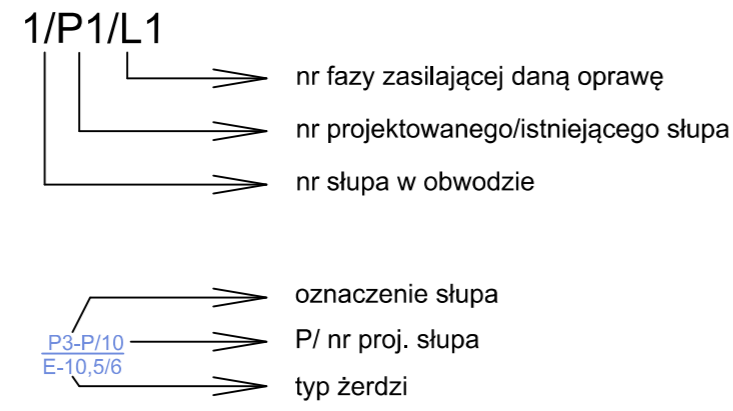 1/P1/L1
nr fazy zasilającej daną oprawę
nr projektowanego/istniejącego słupa
nr słupa w obwodzie
oznaczenie słupa
P3-P/10
P/ nr proj. słupa
E-10,5/6
typ żerdzi